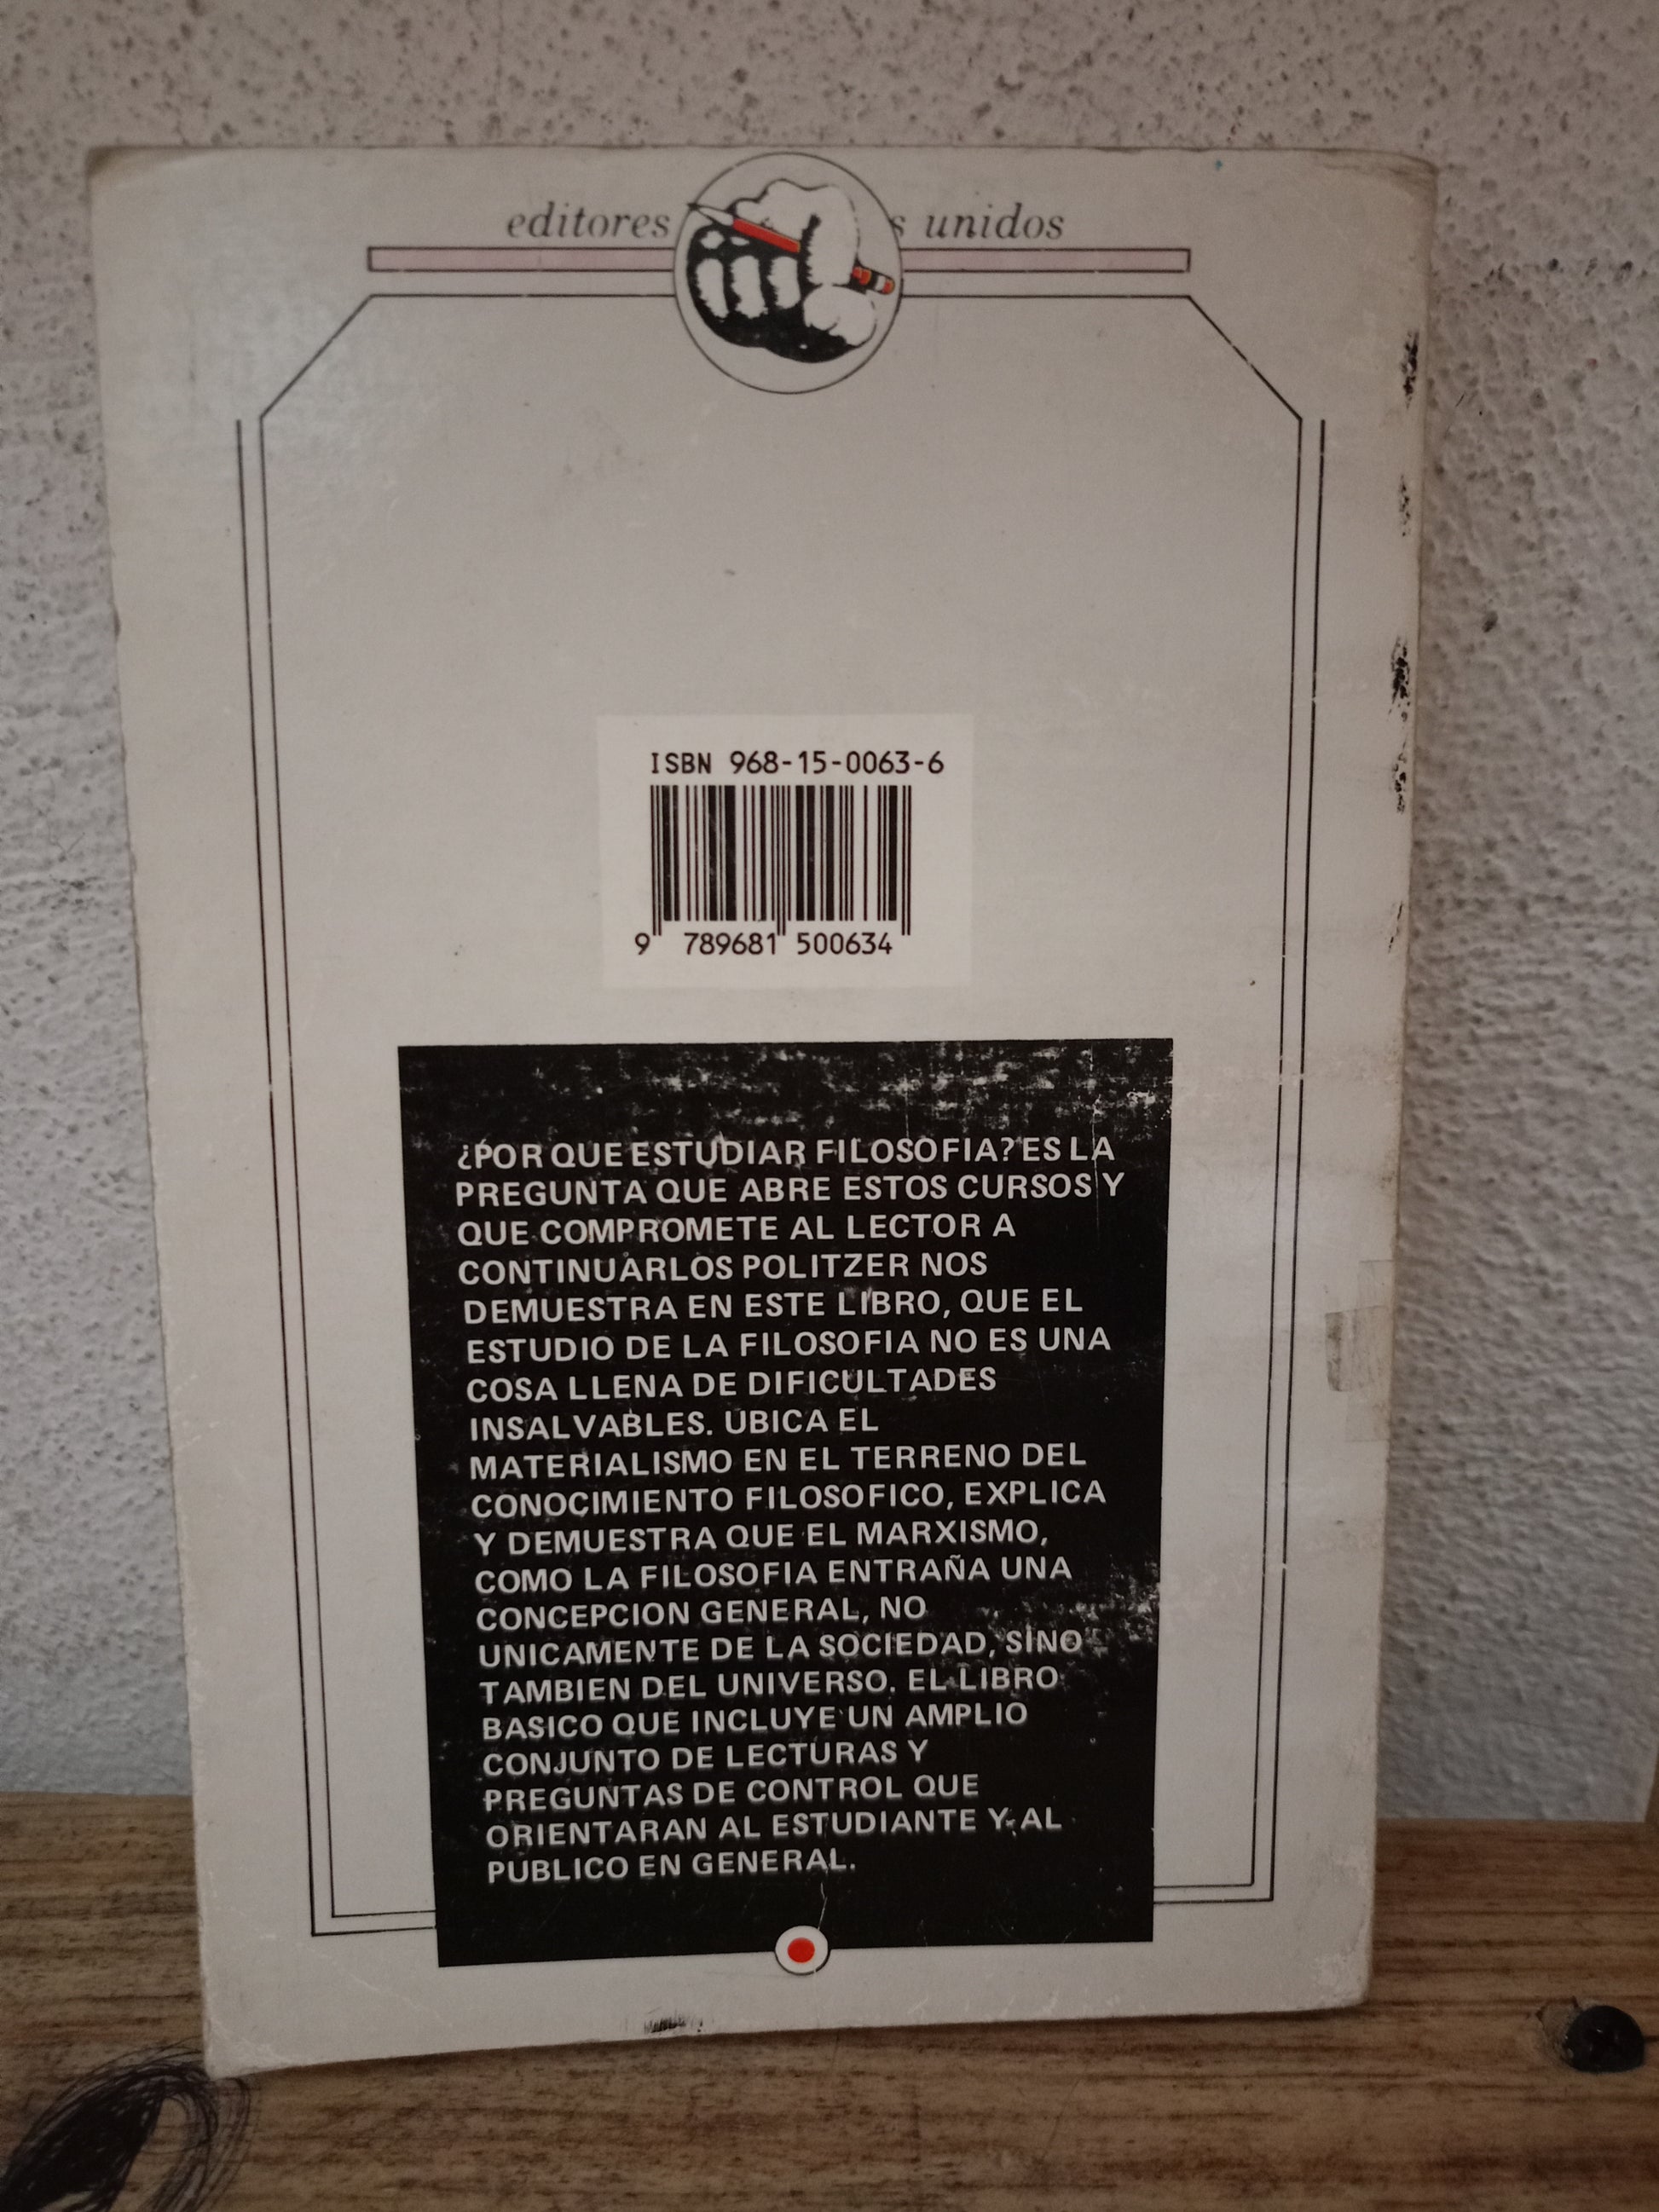 editores s unidos
ISBN 968-15-0063-6
9 789681 500634
¿POR QUE ESTUDIAR FILOSOFIA? ES LA
PREGUNTA QUE ABRE ESTOS CURSOS Y
QUE COMPROMETE AL LECTOR A
CONTINUARLOS POLITZER NOS
DEMUESTRA EN ESTE LIBRO, QUE EL
ESTUDIO DE LA FILOSOFIA NO ES UNA
COSA LLENA DE DIFICULTADES
INSALVABLES. UBICA EL
MATERIALISMO EN EL TERRENO DEL
CONOCIMIENTO FILOSOFICO, EXPLICA
Y DEMUESTRA QUE EL MARXISMO,
COMO LA FILOSOFIA ENTRAÑA UNA
CONCEPCION GENERAL, NO
UNICAMENTE DE LA SOCIEDAD, SINO
TAMBIEN DEL UNIVERSO. EL LIBRO
BASICO QUE INCLUYE UN AMPLIO
CONJUNTO DE LECTURAS Y
PREGUNTAS DE CONTROL QUE
ORIENTARAN AL ESTUDIANTE Y AL
PUBLICO EN GENERAL.